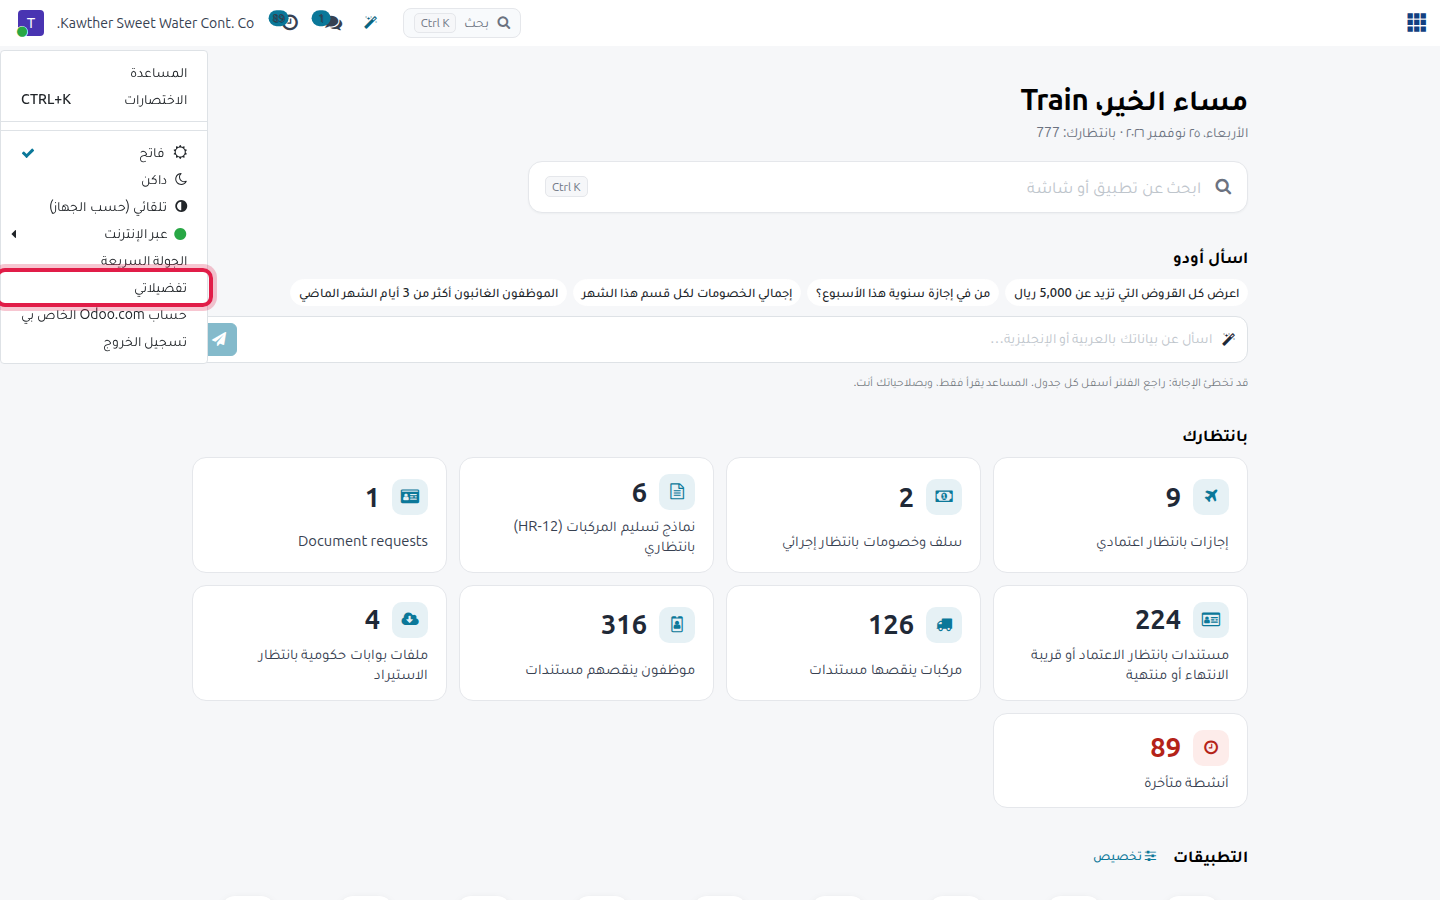 T
Kawther Sweet Water Cont. Co.
89
1
Ctrl K
بحث
المساعدة
الاختصارات CTRL+K
فاتح
داكن
تلقائي (حسب الجهاز)
عبر الإنترنت
الجولة السريعة
تفضيلاتي
حساب Odoo.com الخاص بي
تسجيل الخروج
مساء الخير، Train
الأربعاء، ٢٥ نوفمبر ٢٠٢٦ · بانتظارك: 777
ابحث عن تطبيق أو شاشة
Ctrl K
اسأل أودو
اعرض كل القروض التي تزيد عن 5,000 ريال
من في إجازة سنوية هذا الأسبوع؟
إجمالي الخصومات لكل قسم هذا الشهر
الموظفون الغائبون أكثر من 3 أيام الشهر الماضي
اسأل عن بياناتك بالعربية أو الإنجليزية...
قد تخطئ الإجابة: راجع الفلتر أسفل كل جدول. المساعد يقرأ فقط، وبصلاحياتك أنت.
بانتظارك
9
إجازات بانتظار اعتمادي
2
سلف وخصومات بانتظار إجرائي
6
نماذج تسليم المركبات (HR-12)
بانتظاري
1
Document requests
224
مستندات بانتظار الاعتماد أو قريبة
الانتهاء أو منتهية
126
مركبات ينقصها مستندات
316
موظفون ينقصهم مستندات
4
ملفات بوابات حكومية بانتظار
الاستيراد
89
أنشطة متأخرة
التطبيقات
تخصيص